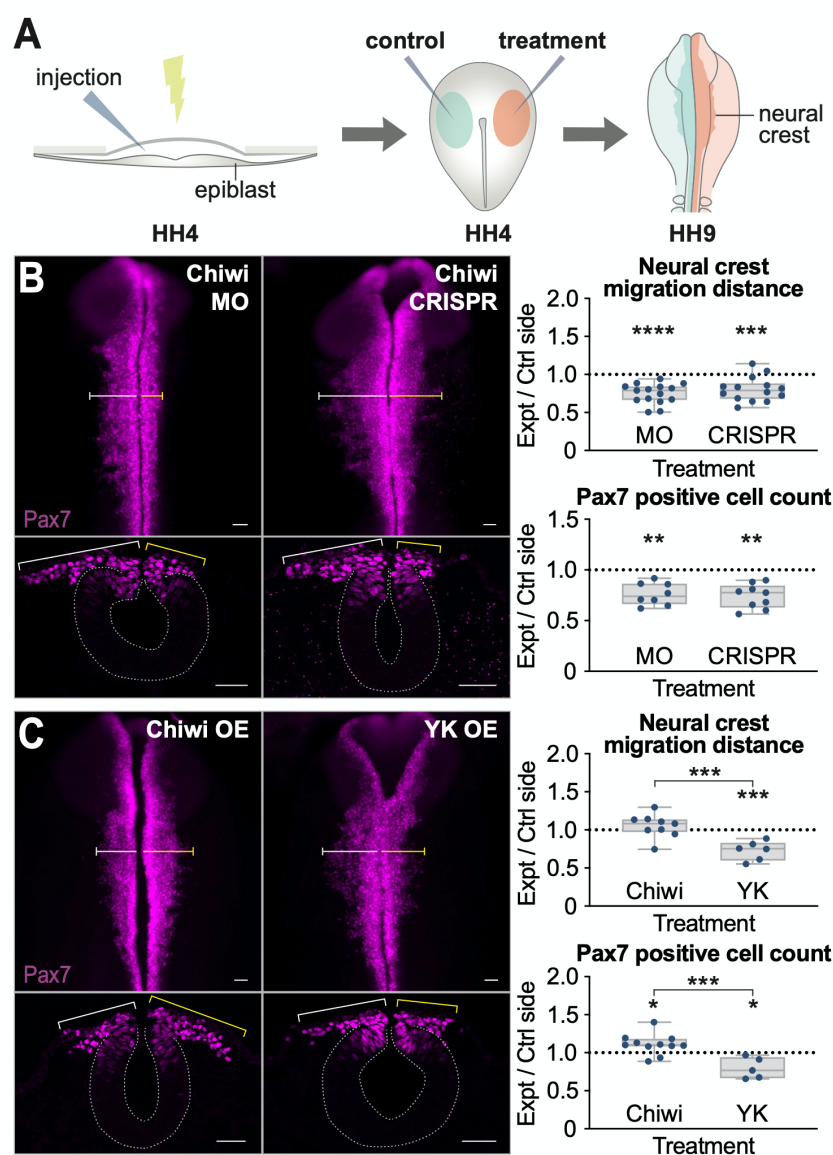 A
injection
epiblast
HH4
control
treatment
HH4
neural
crest
HH9
B
Chiwi
MO
Pax7
Chiwi
CRISPR
Neural crest
migration distance
Expt / Ctrl side
2.0
1.5
1.0
0.5
0
****
***
MO
CRISPR
Treatment
Pax7 positive cell count
Expt / Ctrl side
1.5
1.0
0.5
0
**
**
MO
CRISPR
Treatment
C
Chiwi OE
Pax7
YK OE
Neural crest
migration distance
Expt / Ctrl side
2.0
1.5
1.0
0.5
0
***
***
Chiwi
YK
Treatment
Pax7 positive cell count
Expt / Ctrl side
2.0
1.5
1.0
0.5
0
***
*
*
Chiwi
YK
Treatment